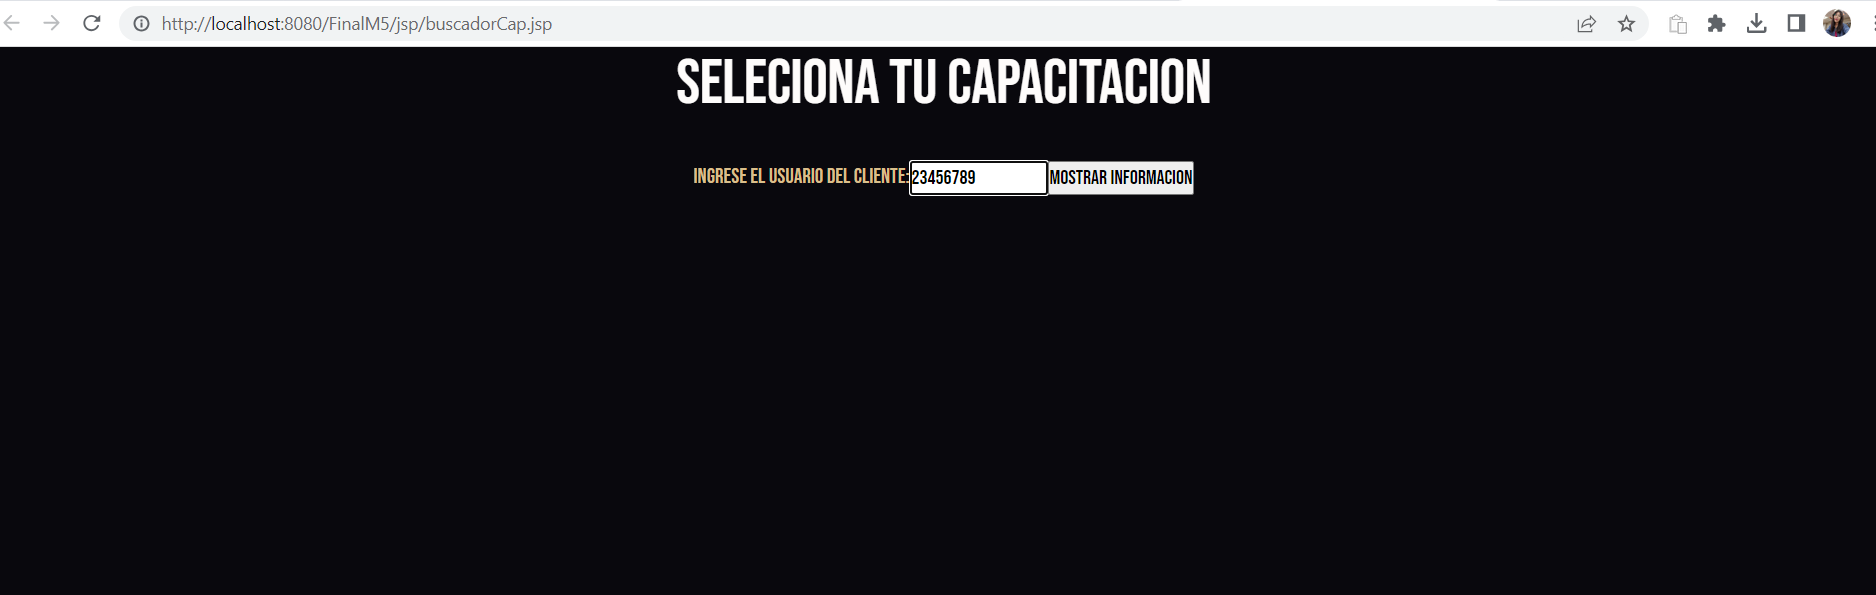 http://localhost:8080/FinalM5/jsp/buscadorCap.jsp
SELECIONA TU CAPACITACION
INGRESE EL USUARIO DEL CLIENTE: 23456789 MOSTRAR INFORMACION